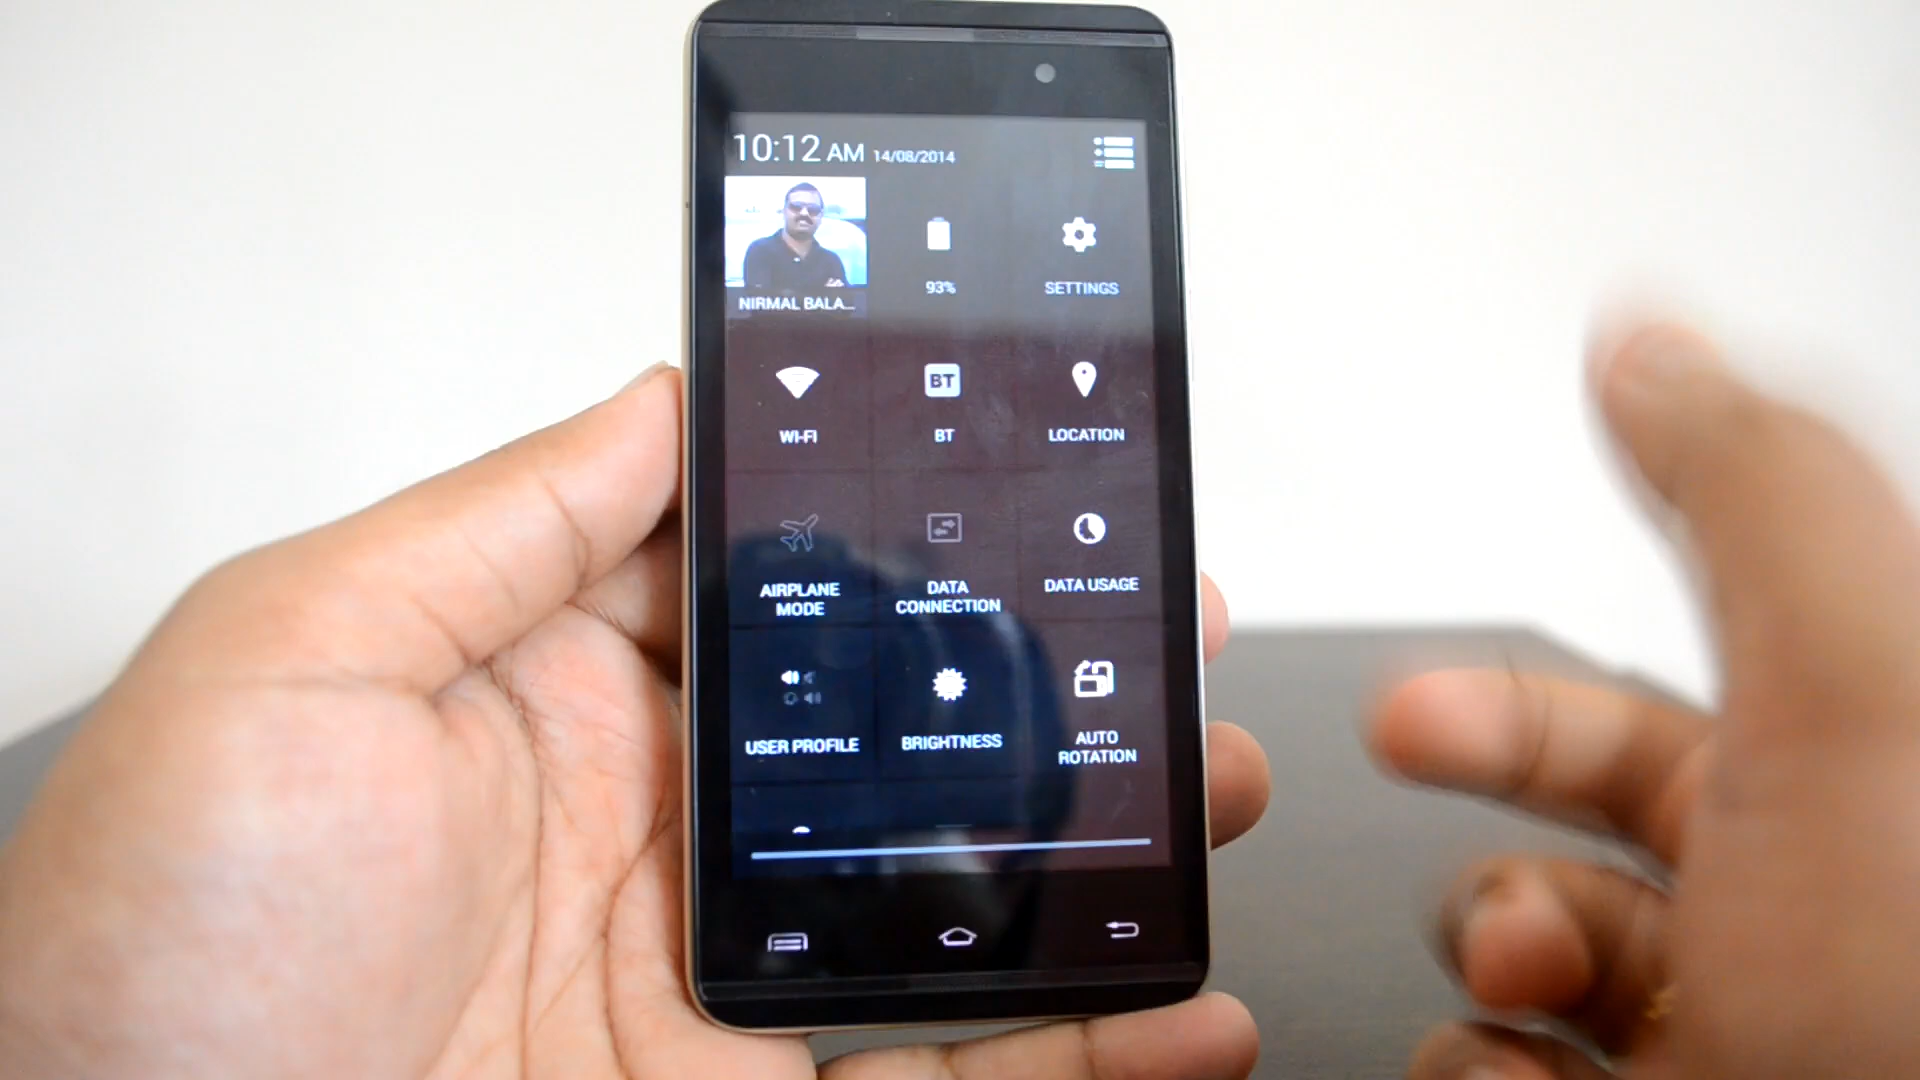 10:12 AM 14/08/2014
NIRMAL BALA...
93%
SETTINGS
WI-FI
BT
BT
LOCATION
AIRPLANE
MODE
DATA
CONNECTION
DATA USAGE
USER PROFILE
BRIGHTNESS
AUTO
ROTATION